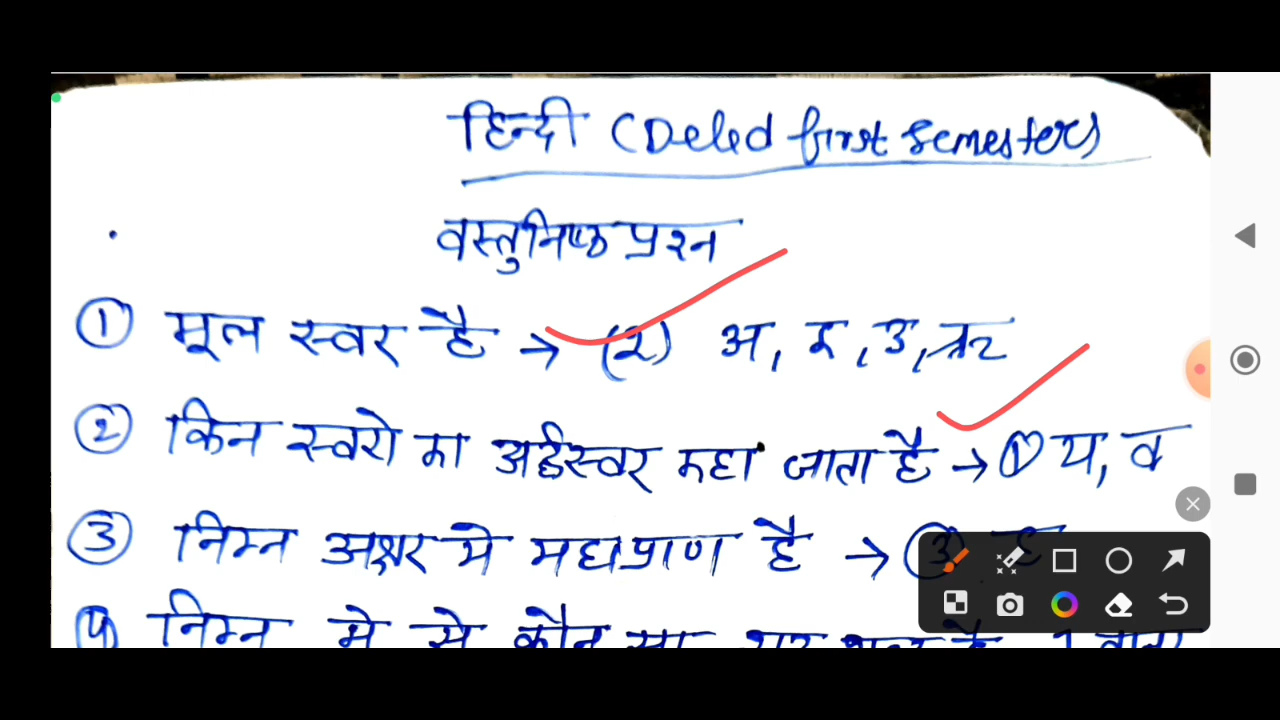 हिन्दी (Deled first semester)
वस्तुनिष्ठ प्रश्न
① मूल स्वर है → (२) अ, इ, उ, ऋ
② किन स्वरो का अर्द्धस्वर कहा जाता है → ① य, व
③ निम्न अक्षर मे महाप्राण है → ③
निम्न मे से कौन सा